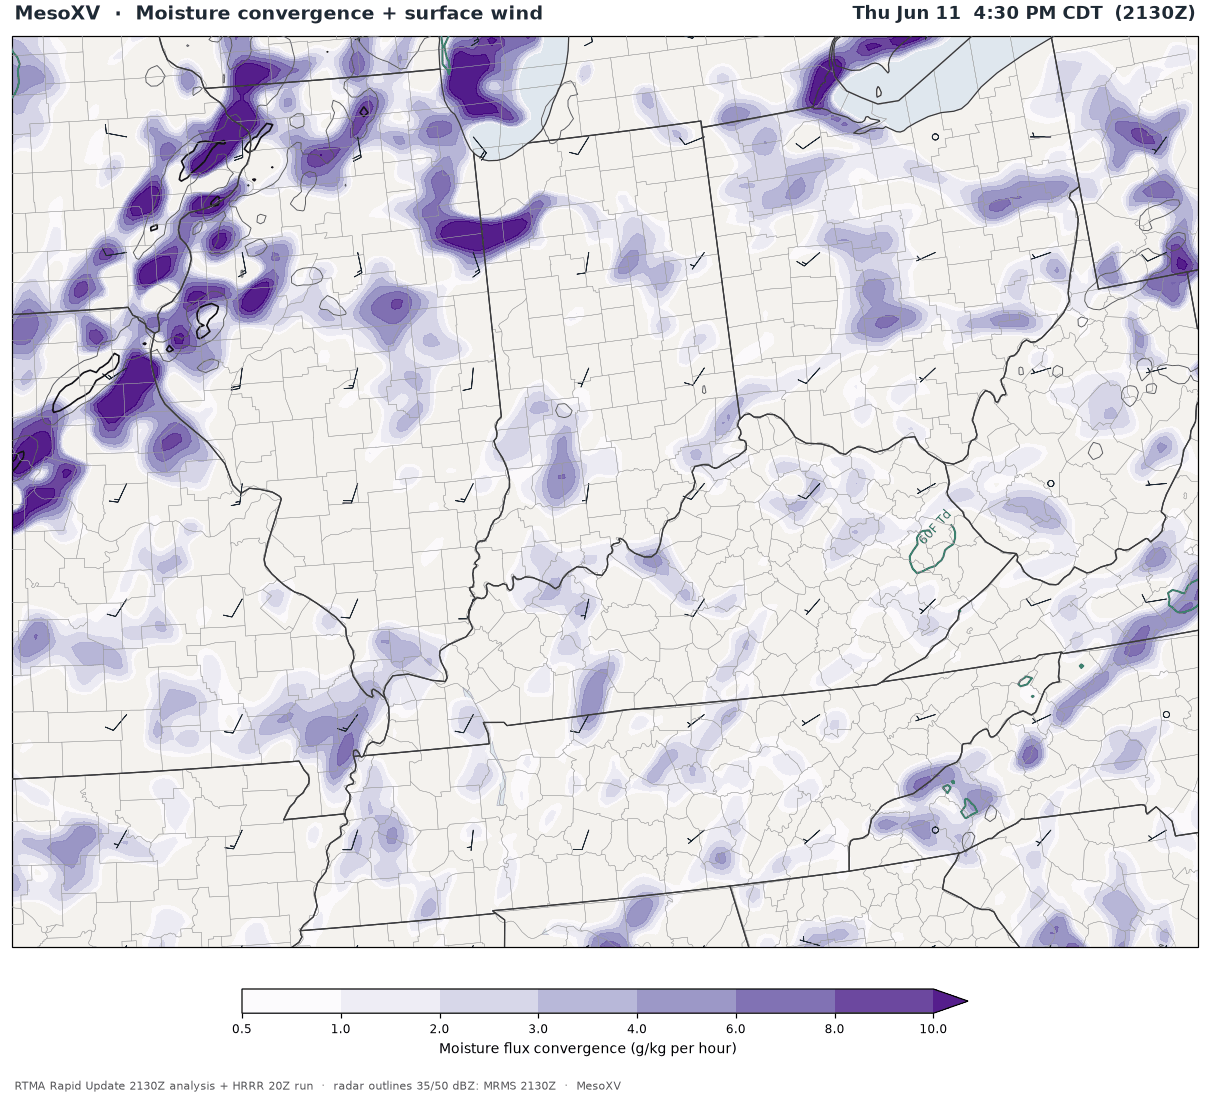 MesoXV · Moisture convergence + surface wind
Thu Jun 11 4:30 PM CDT (2130Z)
60F Td
0.5 1.0 2.0 3.0 4.0 6.0 8.0 10.0
Moisture flux convergence (g/kg per hour)
RTMA Rapid Update 2130Z analysis + HRRR 20Z run · radar outlines 35/50 dBZ: MRMS 2130Z · MesoXV